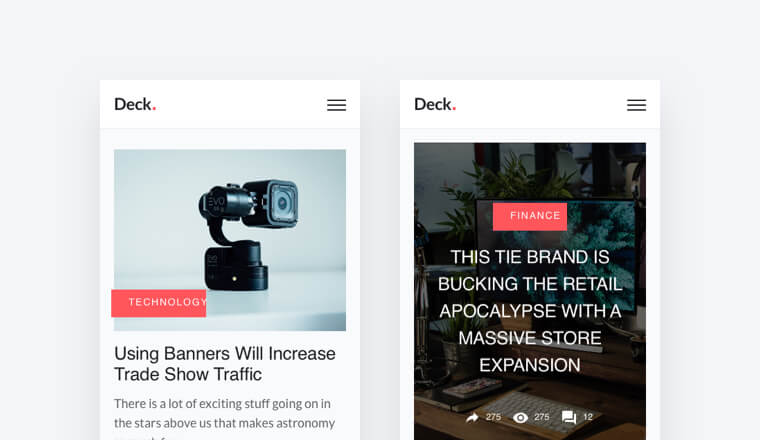 Deck.
EVO
TECHNOLOGY
Using Banners Will Increase
Trade Show Traffic
There is a lot of exciting stuff going on in
the stars above us that makes astronomy
Deck.
FINANCE
THIS TIE BRAND IS
BUCKING THE RETAIL
APOCALYPSE WITH A
MASSIVE STORE
EXPANSION
275 275 12